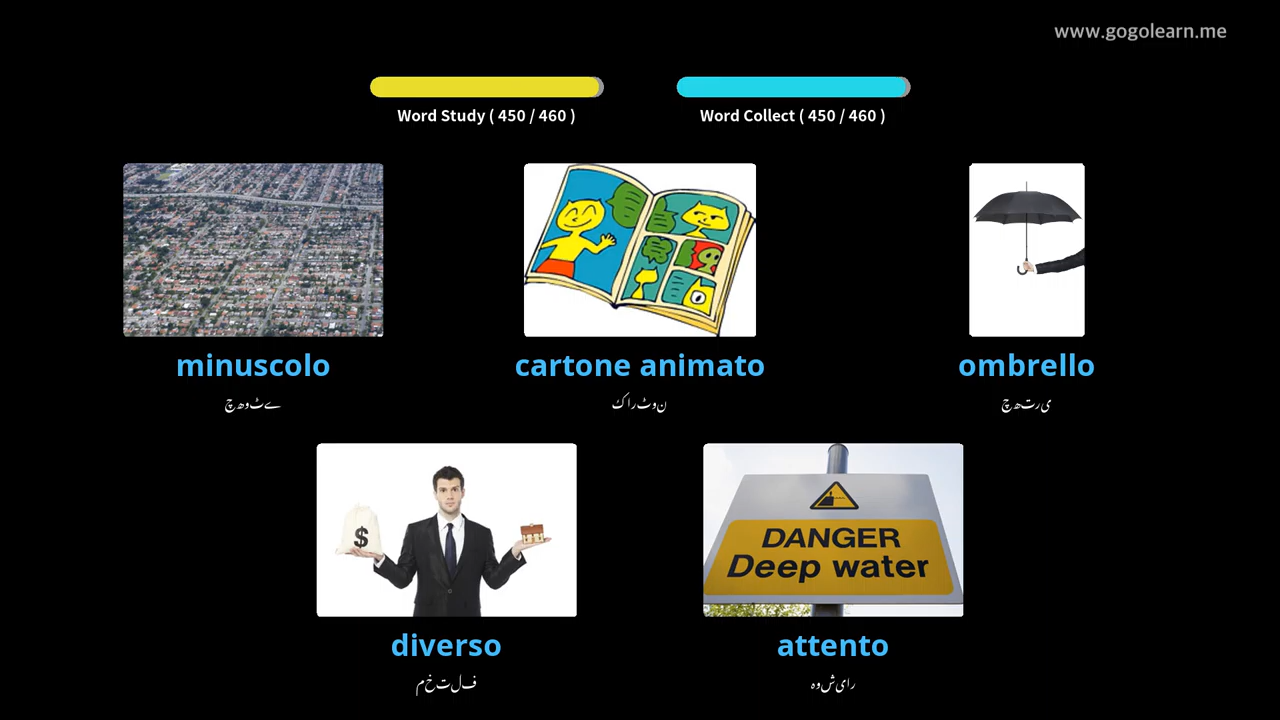 www.gogolearn.me
Word Study ( 450 / 460 )
Word Collect ( 450 / 460 )
minuscolo
چھوٹے
cartone animato
کارٹون
ombrello
چھتری
DANGER
Deep water
diverso
مختلف
attento
ہوشیار